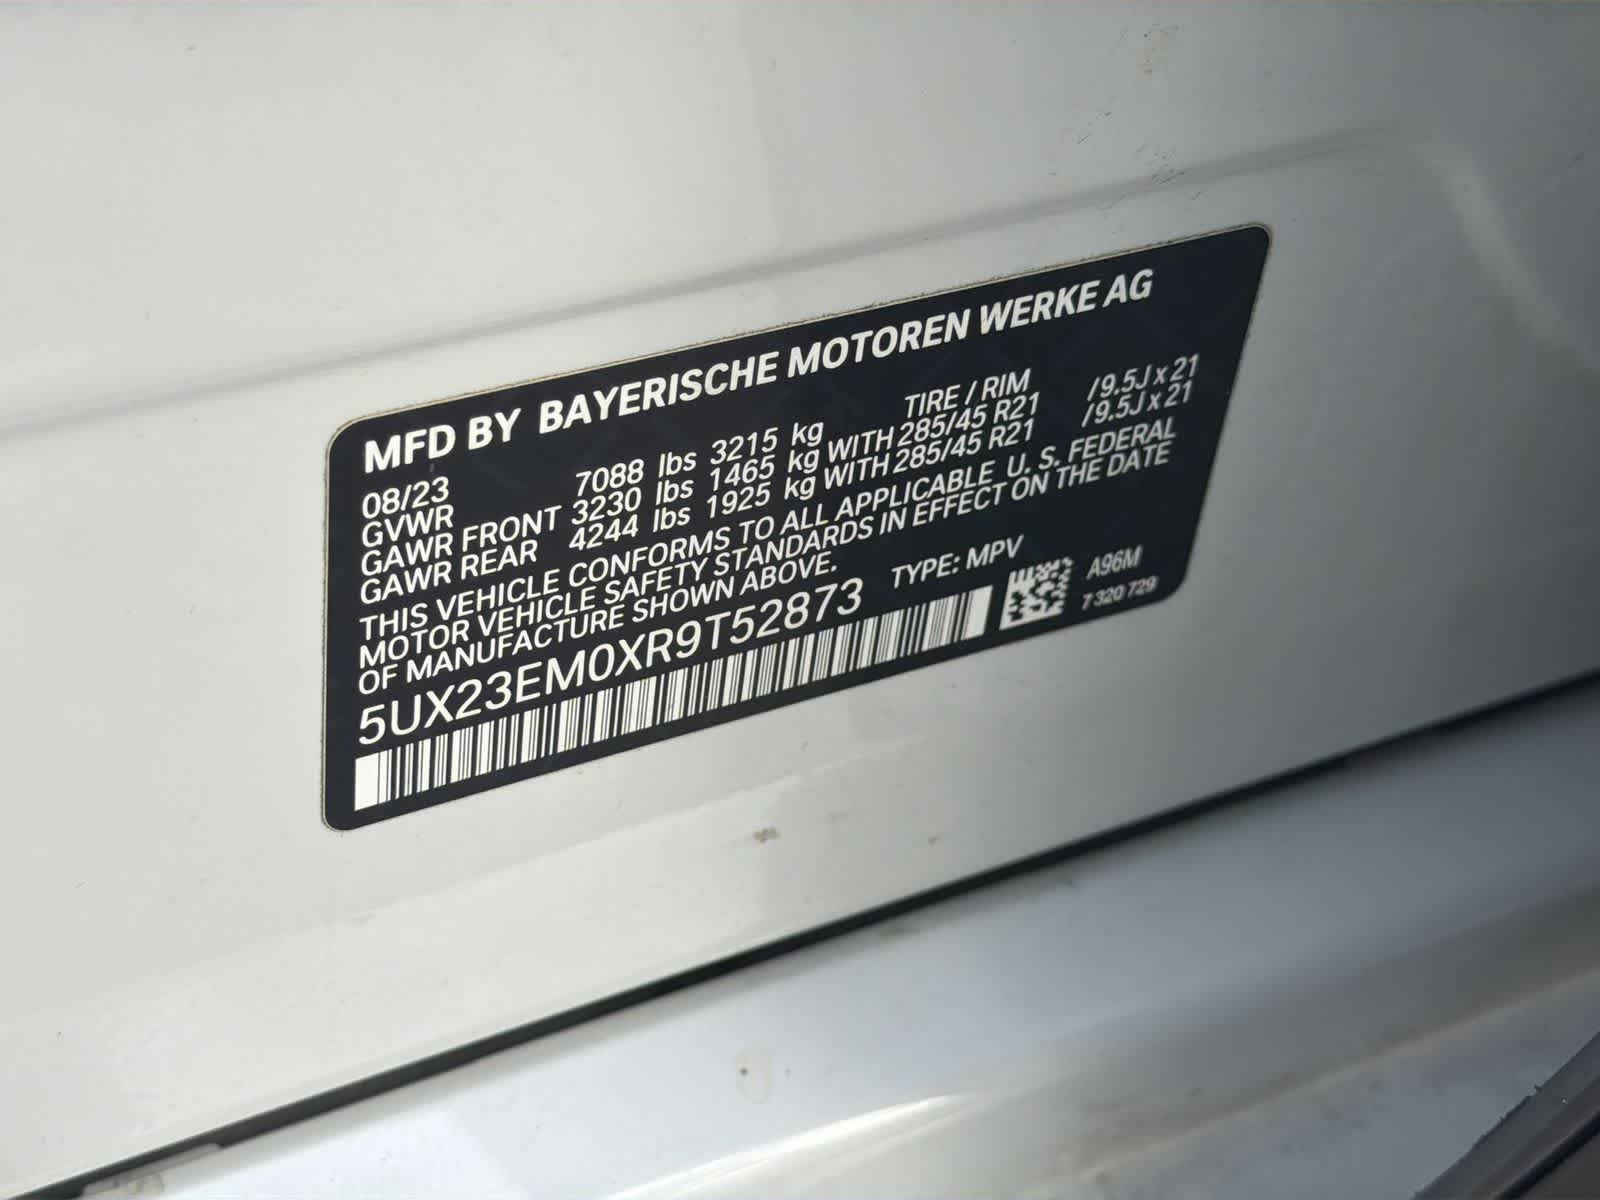 MFD BY BAYERISCHE MOTOREN WERKE AG
08/23 TIRE / RIM
GVWR 7088 lbs 3215 kg
GAWR FRONT 3230 lbs 1465 kg WITH 285/45 R21 /9.5J x 21
GAWR REAR 4244 lbs 1925 kg WITH 285/45 R21 /9.5J x 21
THIS VEHICLE CONFORMS TO ALL APPLICABLE U. S. FEDERAL
MOTOR VEHICLE SAFETY STANDARDS IN EFFECT ON THE DATE
OF MANUFACTURE SHOWN ABOVE.
TYPE: MPV
5UX23EM0XR9T52873
A96M
7 320 729